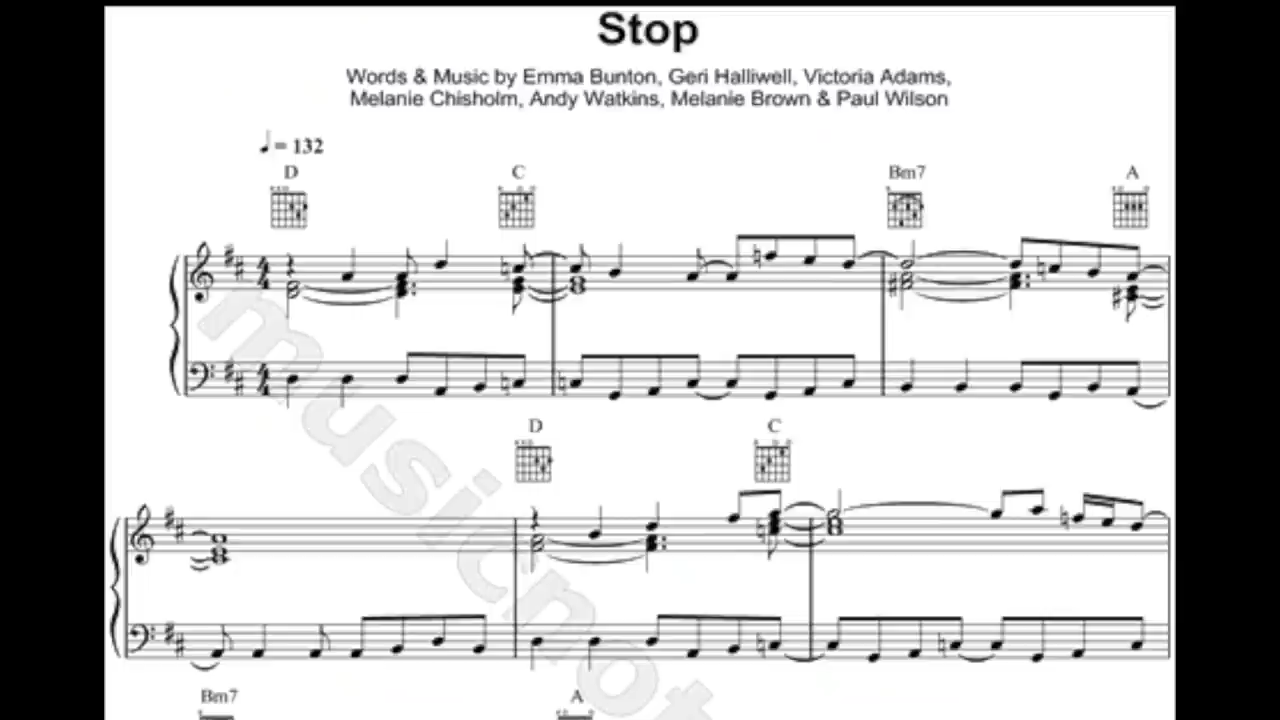 Stop
Words & Music by Emma Bunton, Geri Halliwell, Victoria Adams,
Melanie Chisholm, Andy Watkins, Melanie Brown & Paul Wilson
♩ = 132
D C Bm7 A
D C
Bm7 A
musicnot